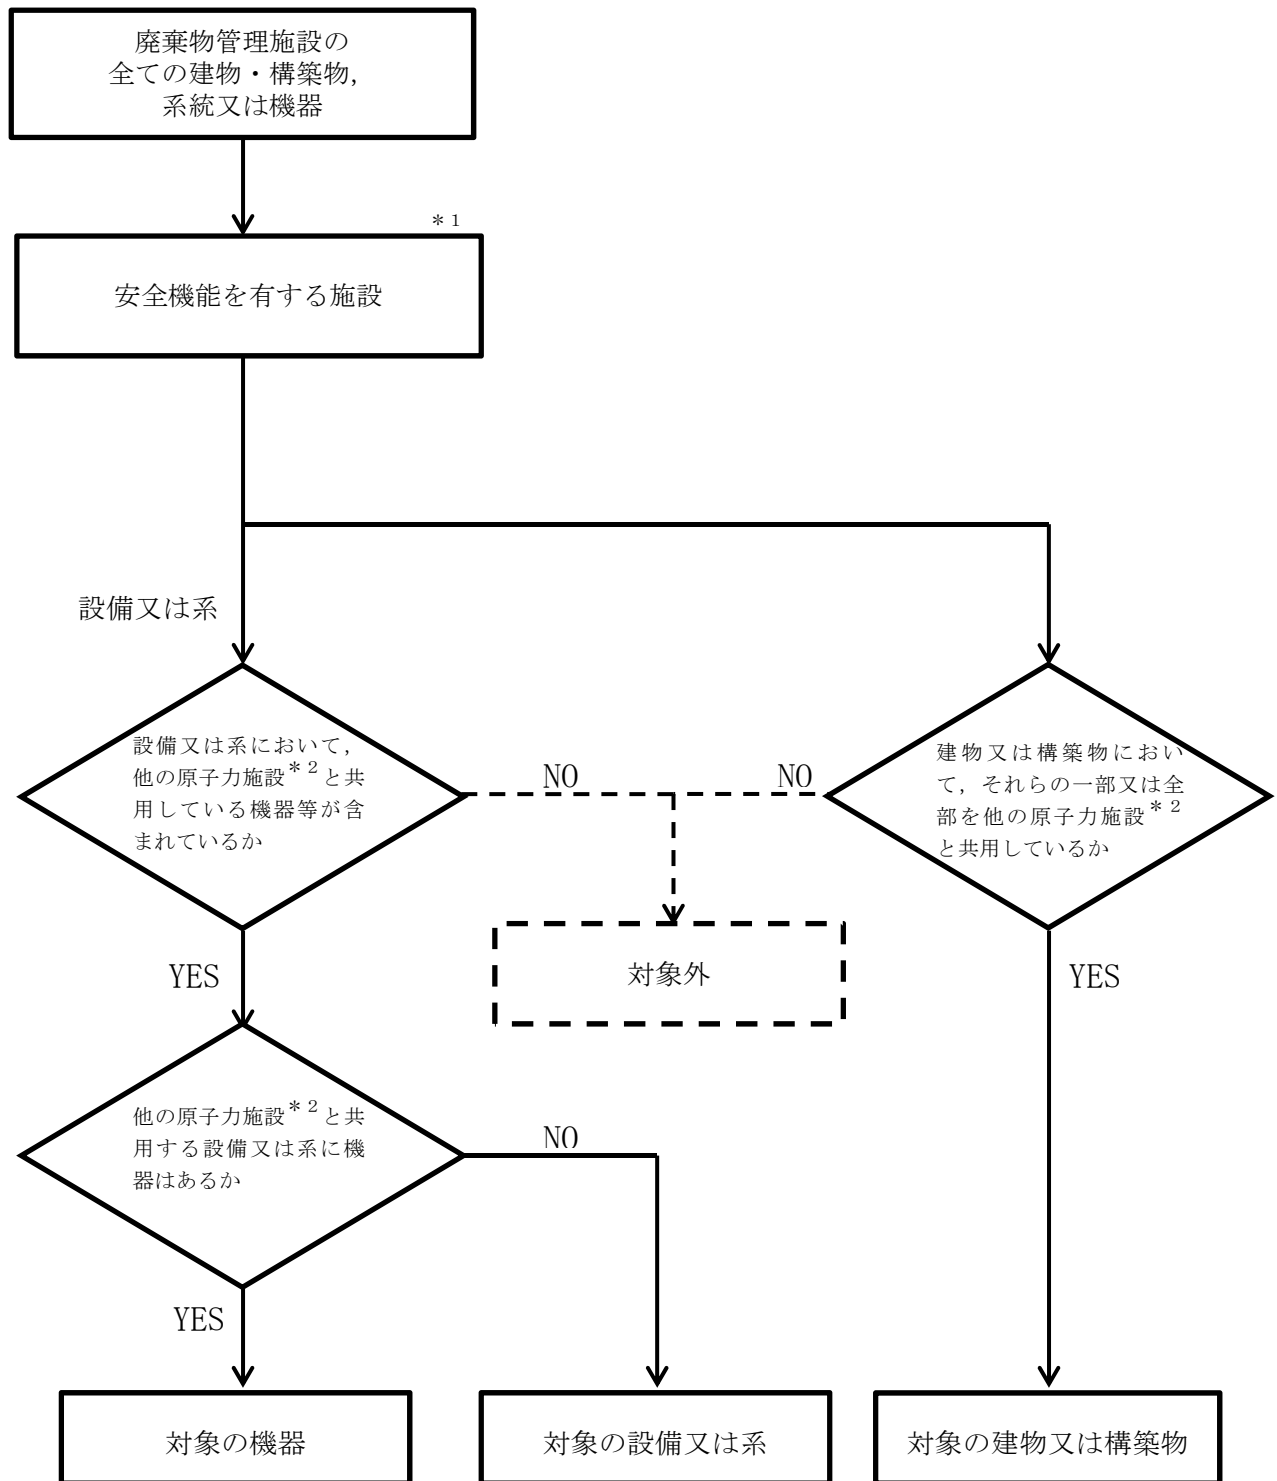 廃棄物管理施設の
全ての建物・構築物,
系統又は機器
＊1
安全機能を有する施設
設備又は系
設備又は系において,
他の原子力施設＊2と共
用している機器等が含
まれているか
NO
NO
建物又は構築物におい
て，それらの一部又は全
部を他の原子力施設＊2
と共用しているか
対象外
YES
YES
他の原子力施設＊2と共
用する設備又は系に機
器はあるか
NO
YES
対象の機器
対象の設備又は系
対象の建物又は構築物